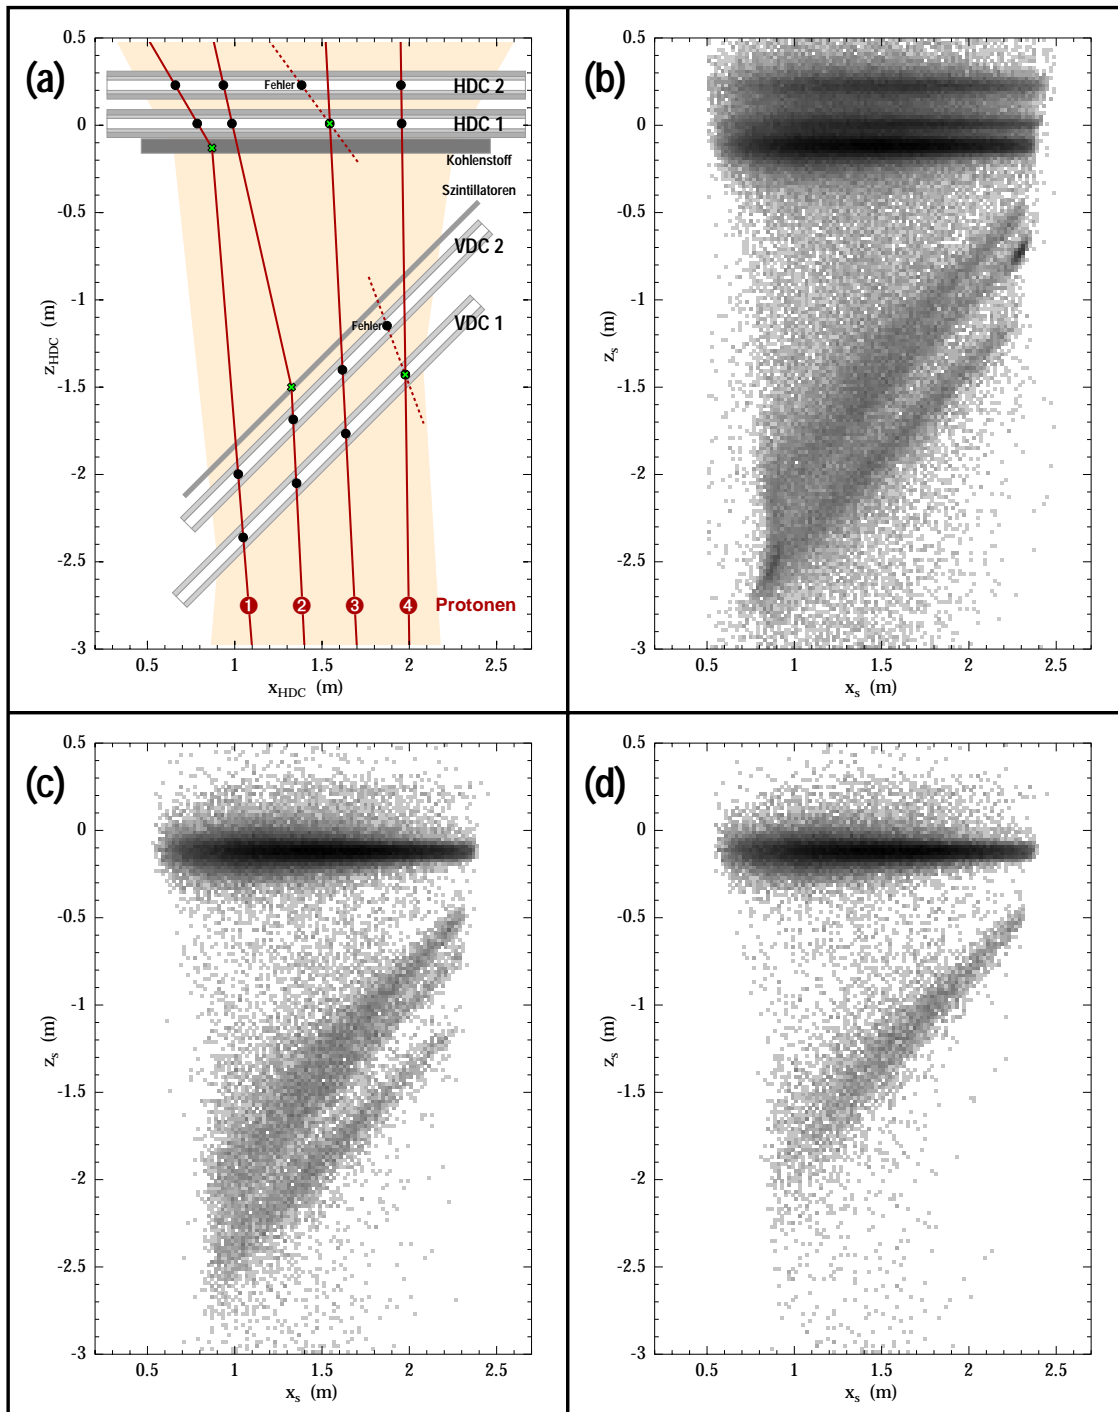 (a)
0.5
0
-0.5
-1
-1.5
-2
-2.5
-3
z_HDC (m)
Fehler
HDC 2
HDC 1
Kohlenstoff
Szintillatoren
VDC 2
VDC 1
Fehler
1 2 3 4 Protonen
0.5 1 1.5 2 2.5
x_HDC (m)
(b)
0.5
0
-0.5
-1
-1.5
-2
-2.5
-3
z_s (m)
0.5 1 1.5 2 2.5
x_s (m)
(c)
0.5
0
-0.5
-1
-1.5
-2
-2.5
-3
z_s (m)
0.5 1 1.5 2 2.5
x_s (m)
(d)
0.5
0
-0.5
-1
-1.5
-2
-2.5
-3
z_s (m)
0.5 1 1.5 2 2.5
x_s (m)